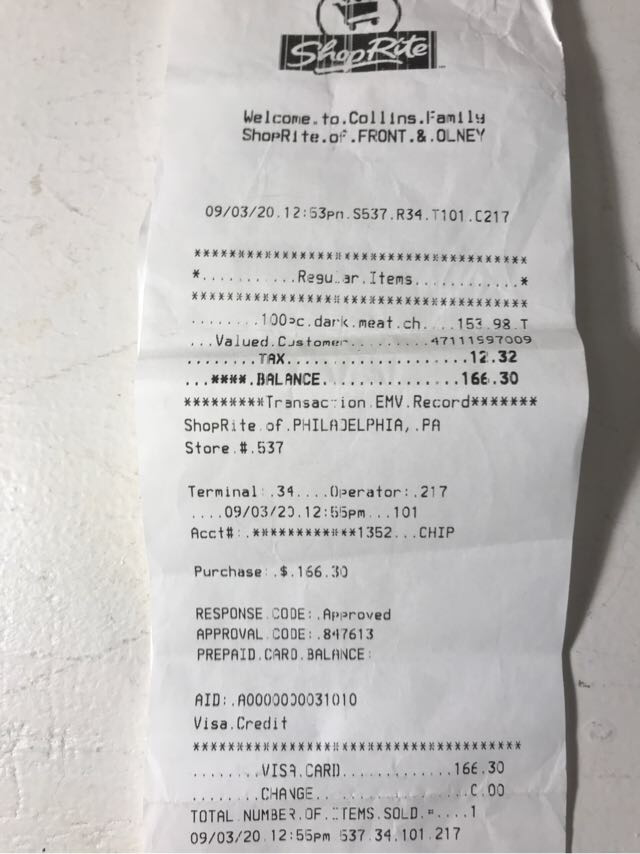 ShopRite
Welcome.to.Collins.Family
ShopRite.of.FRONT.&.OLNEY
09/03/20.12:53pm.S537.R34.T101.C217
**************************************
*...........Regular.Items............*
**************************************
........100pc.dark.meat.ch....153.98.T
...Valued.Customer.........47111597009
........TAX..................12.32
...****.BALANCE..............166.30
*********Transaction.EMV.Record*******
ShopRite.of.PHILADELPHIA,.PA
Store.#.537
Terminal:.34....Operator:.217
....09/03/20.12:55pm...101
Acct#:.************1352...CHIP
Purchase:.$.166.30
RESPONSE.CODE:.Approved
APPROVAL.CODE:.847613
PREPAID.CARD.BALANCE:
AID:.A0000000031010
Visa.Credit
**************************************
........VISA.CARD.............166.30
........CHANGE..................0.00
TOTAL.NUMBER.OF.ITEMS.SOLD.=....1
09/03/20.12:55pm 537 34.101.217